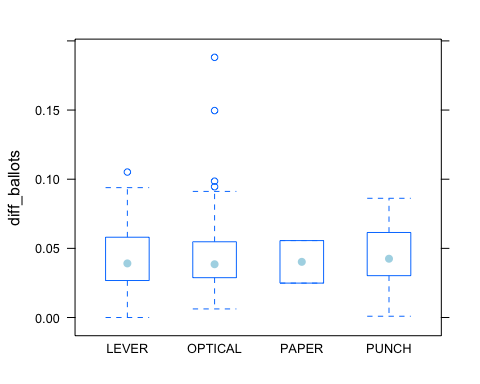 diff_ballots
0.15
0.10
0.05
0.00
LEVER OPTICAL PAPER PUNCH